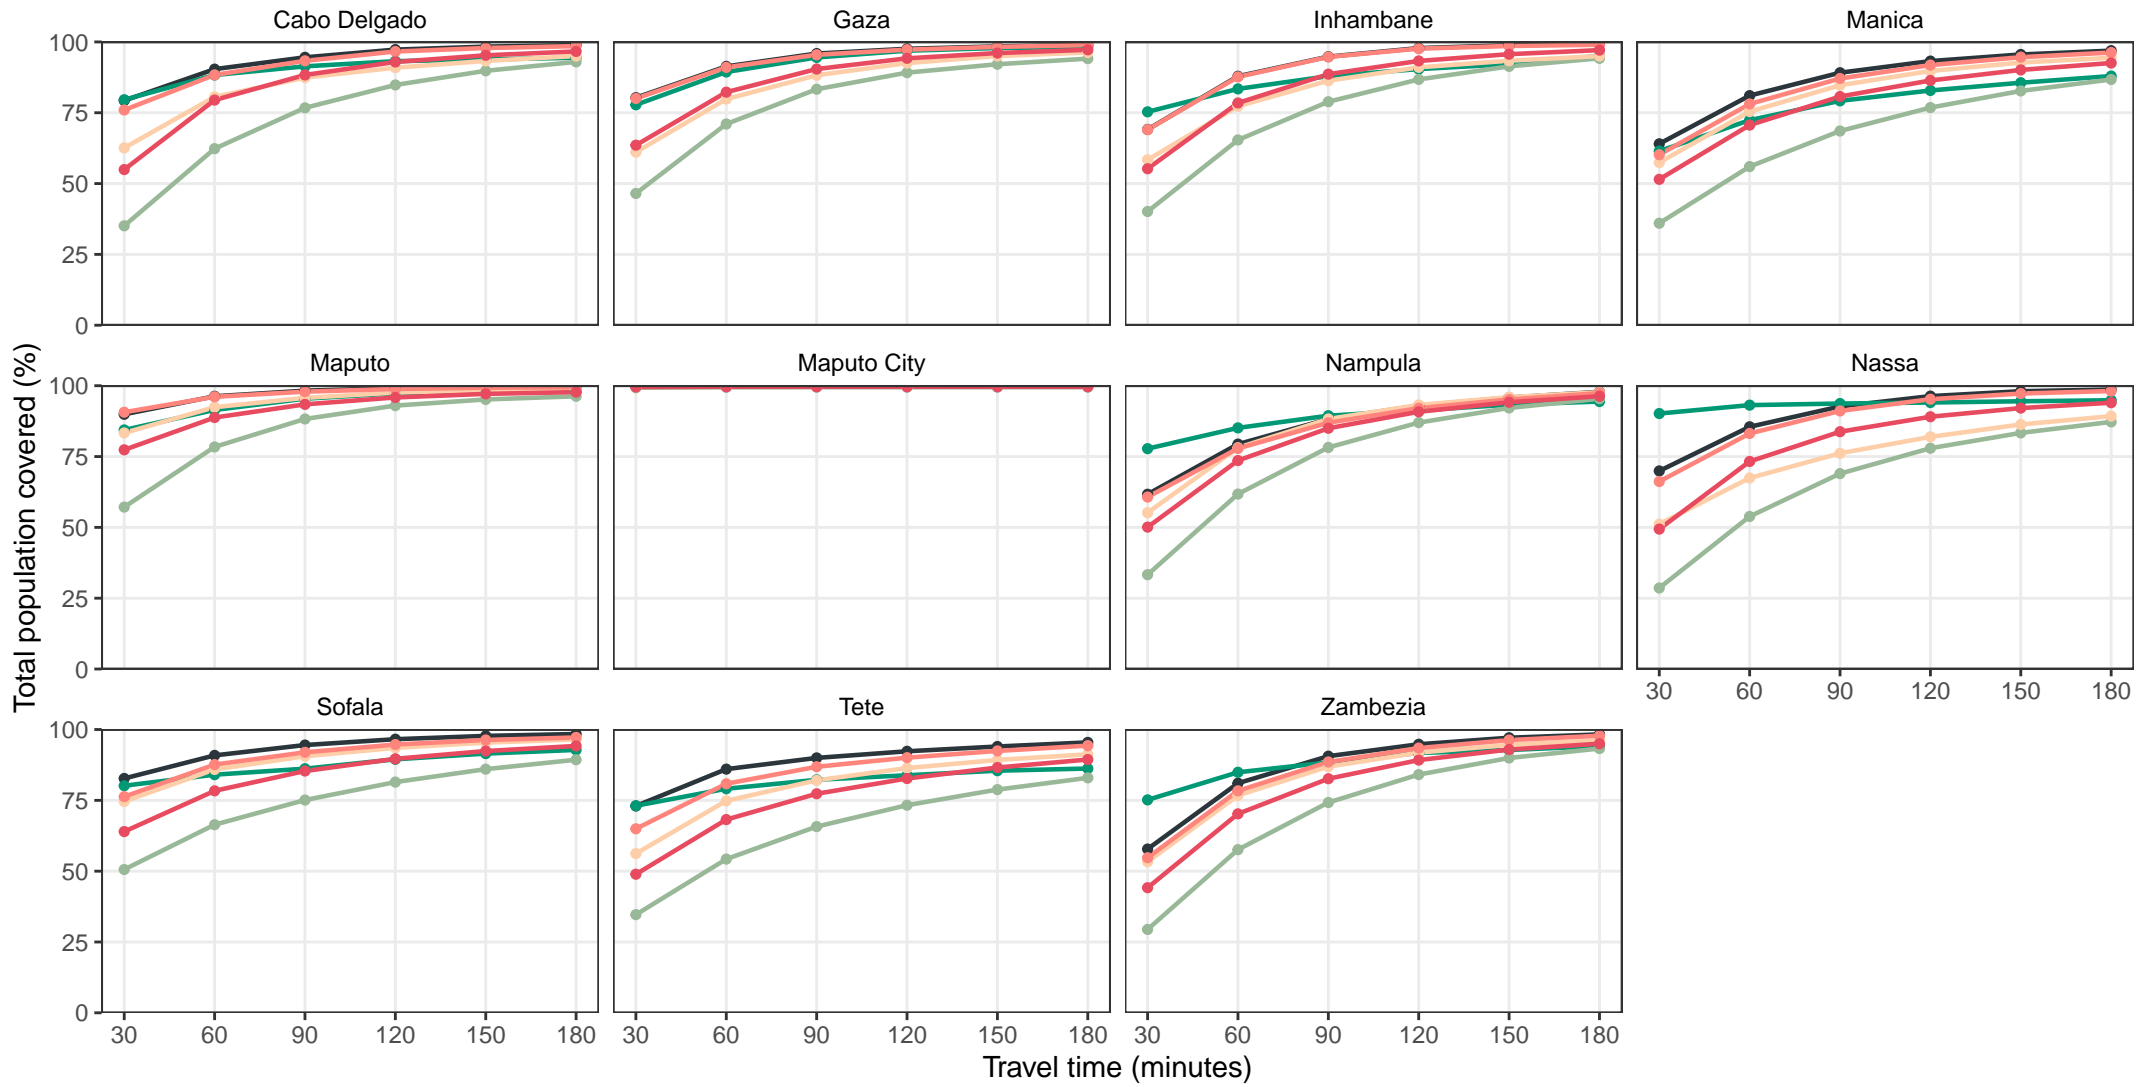 Cabo Delgado Gaza Inhambane Manica
100
75
50
25
0
Maputo Maputo City Nampula Nassa
100
75
50
25
0
30 60 90 120 150 180
Sofala Tete Zambezia
100
75
50
25
0
30 60 90 120 150 180 30 60 90 120 150 180 30 60 90 120 150 180
Travel time (minutes)
Total population covered (%)